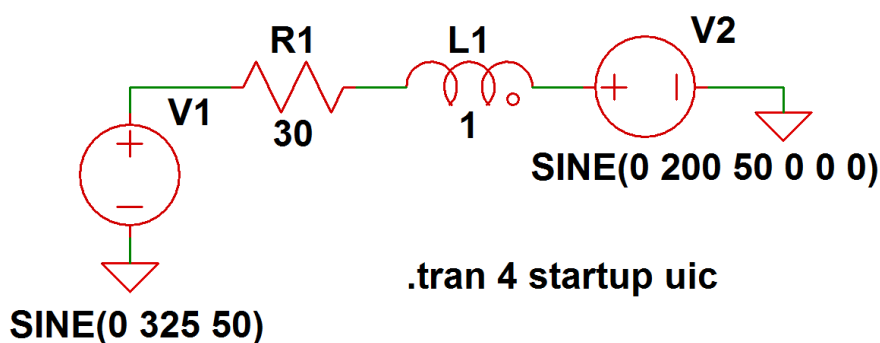 R1
L1
V2
V1
30
1
SINE(0 200 50 0 0 0)
.tran 4 startup uic
SINE(0 325 50)